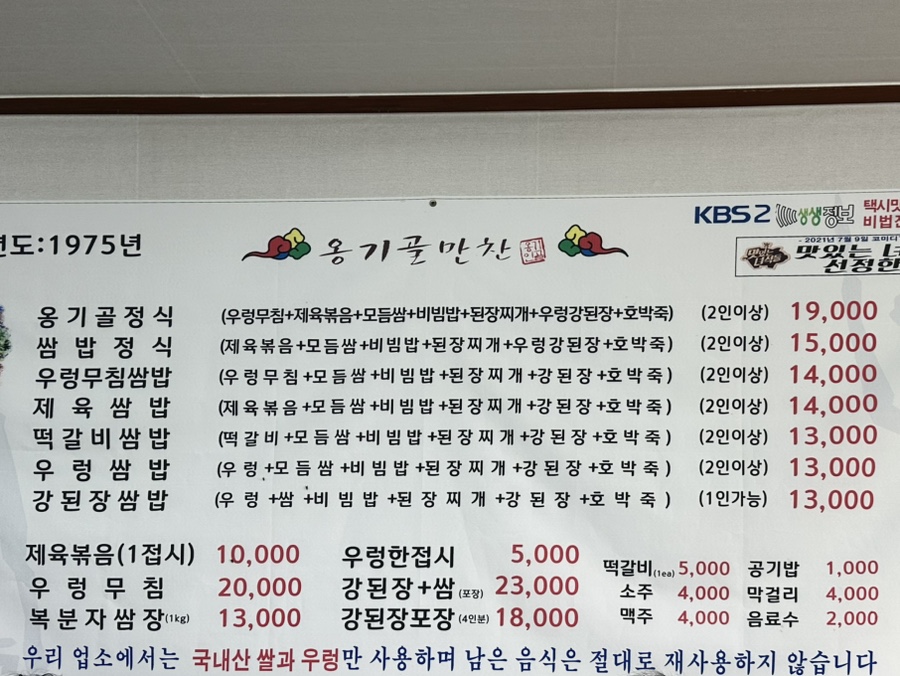 KBS2 생생정보 택시맛
비법전
년도:1975년
옹기골만찬
2021년 7월 9일 코미디
맛있는 녀석들 맛있는 녀
선정한
옹기골정식 (우렁무침+제육볶음+모듬쌈+비빔밥+된장찌개+우렁강된장+호박죽) (2인이상) 19,000
쌈밥정식 (제육볶음+모듬쌈+비빔밥+된장찌개+우렁강된장+호박죽) (2인이상) 15,000
우렁무침쌈밥 (우렁무침+모듬쌈+비빔밥+된장찌개+강된장+호박죽) (2인이상) 14,000
제육쌈밥 (제육볶음+모듬쌈+비빔밥+된장찌개+강된장+호박죽) (2인이상) 14,000
떡갈비쌈밥 (떡갈비+모듬쌈+비빔밥+된장찌개+강된장+호박죽) (2인이상) 13,000
우렁쌈밥 (우렁+모듬쌈+비빔밥+된장찌개+강된장+호박죽) (2인이상) 13,000
강된장쌈밥 (우렁+쌈+비빔밥+된장찌개+강된장+호박죽) (1인가능) 13,000
제육볶음(1접시) 10,000 우렁한접시 5,000 떡갈비(1ea) 5,000 공기밥 1,000
우렁무침 20,000 강된장+쌈(포장) 23,000 소주 4,000 막걸리 4,000
복분자쌈장(1kg) 13,000 강된장포장(4인분) 18,000 맥주 4,000 음료수 2,000
우리 업소에서는 국내산 쌀과 우렁만 사용하며 남은 음식은 절대로 재사용하지 않습니다